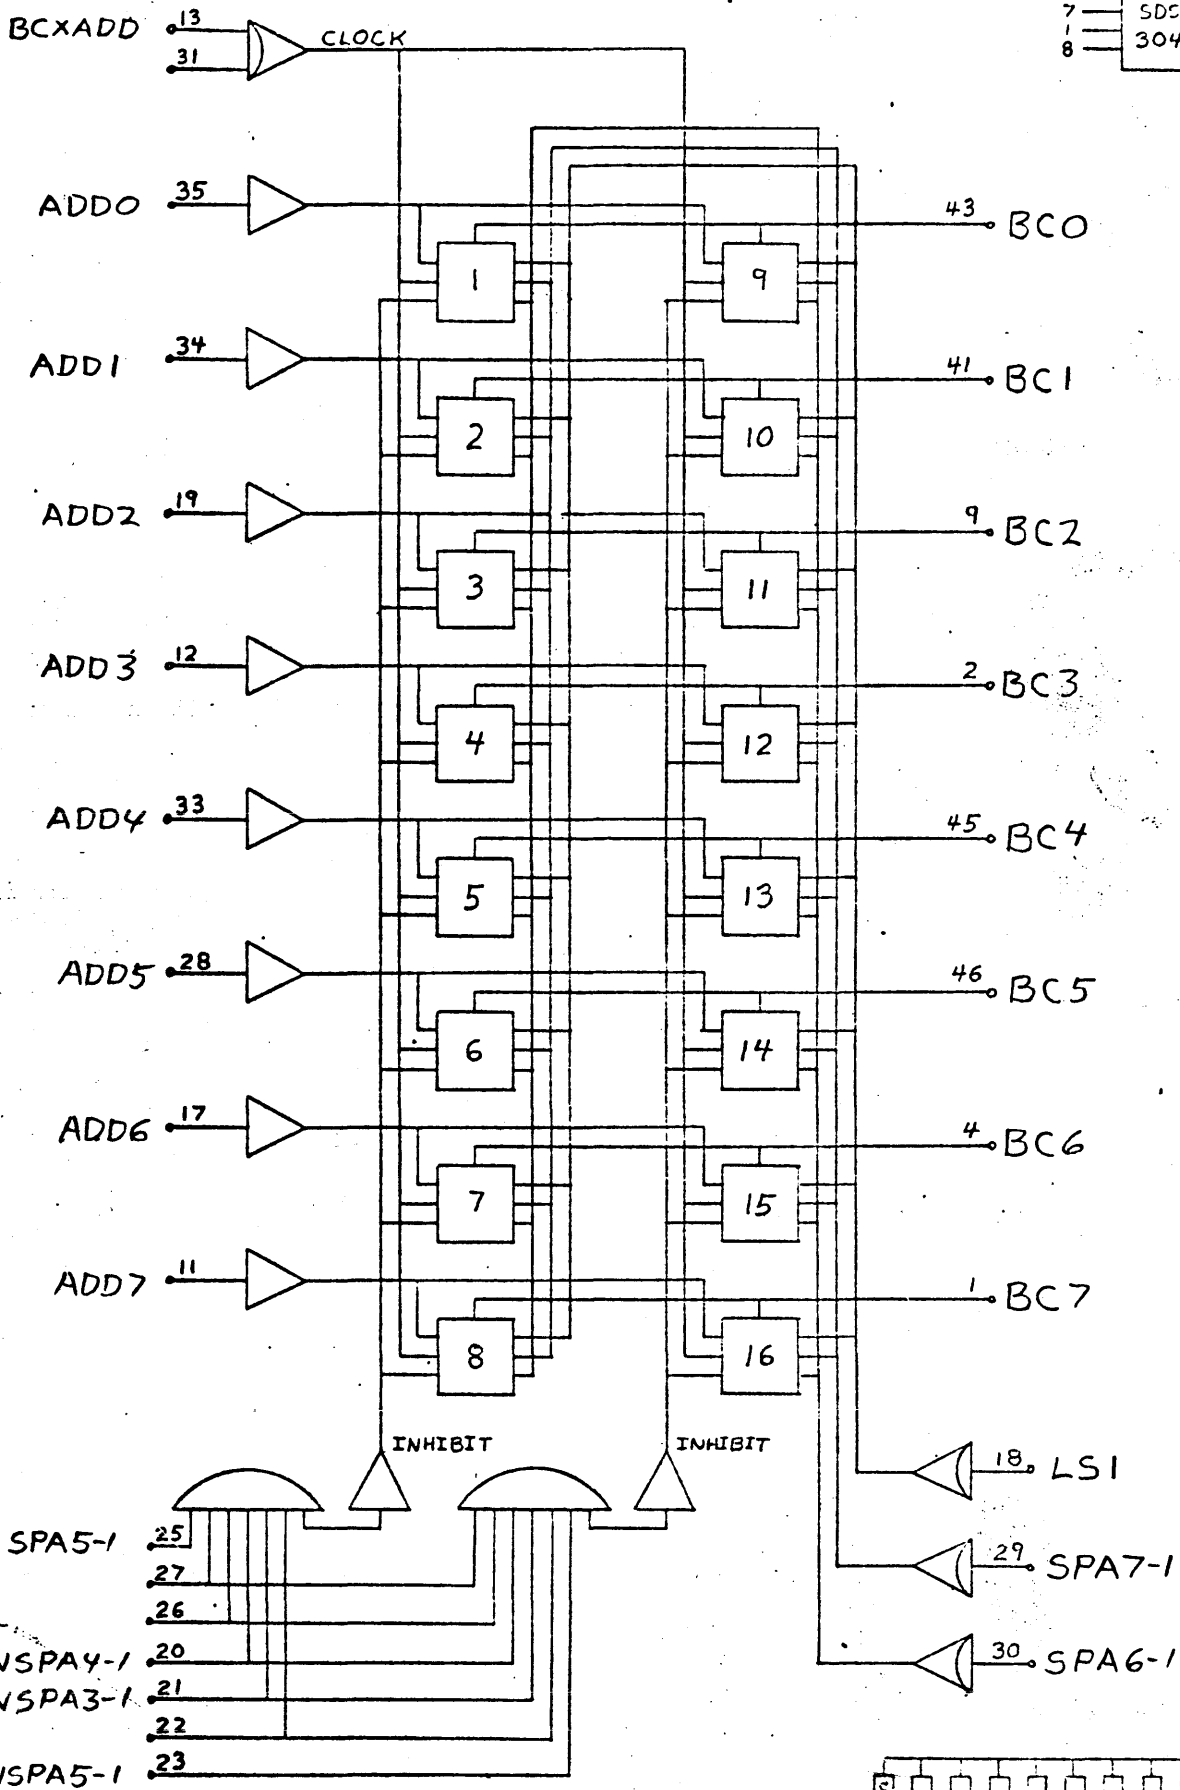 BCXADD 13
31
CLOCK
7 SDS
1 304
8
ADD0 35
43 BC0
1 9
ADD1 34
41 BC1
2 10
ADD2 19
9 BC2
3 11
ADD3 12
2 BC3
4 12
ADD4 33
45 BC4
5 13
ADD5 28
46 BC5
6 14
ADD6 17
4 BC6
7 15
ADD7 11
1 BC7
8 16
INHIBIT INHIBIT
18 LS1
SPA5-1 25
29 SPA7-1
27
26
NSPA4-1 20
30 SPA6-1
NSPA3-1 21
22
NSPA5-1 23